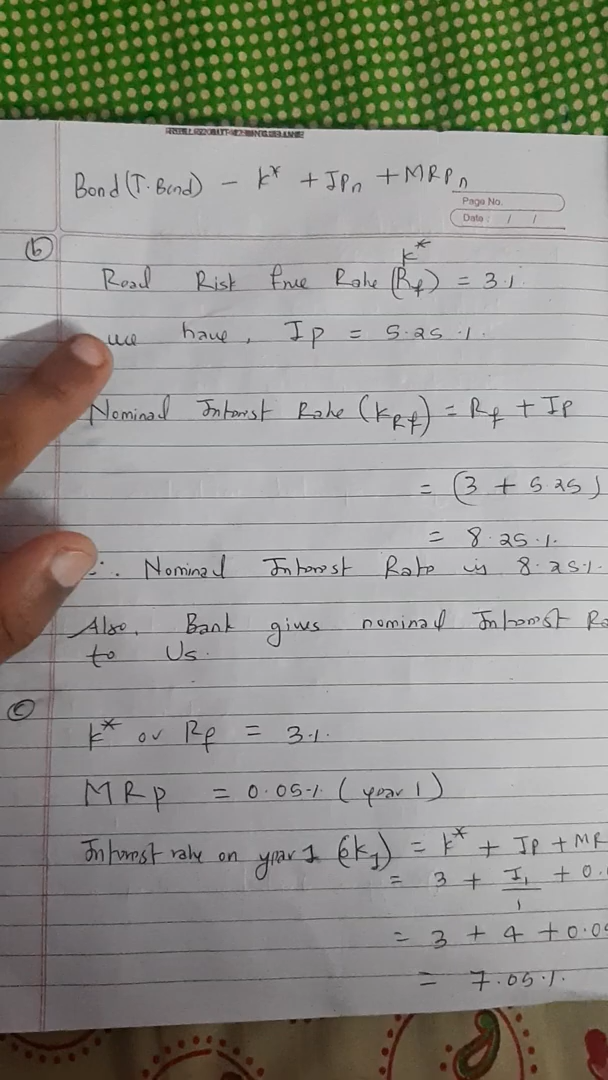 Bond (T. Bond) - k* + IPn + MRPn
Page No.
Date: / /
(b)
k*
Read Risk free Rate (Rf) = 3%
we have, IP = 5.25%
Nominal Interest Rate (kRf) = Rf + IP
= (3 + 5.25)
= 8.25%
∴ Nominal Interest Rate is 8.25%
Also, Bank gives nominal Interest Ra
to Us.
(c)
k* or Rf = 3%
MRP = 0.05% (year 1)
Interest rate on year 1 (k1) = k* + IP + MR
= 3 + I1/1 + 0.
= 3 + 4 + 0.05
= 7.05%